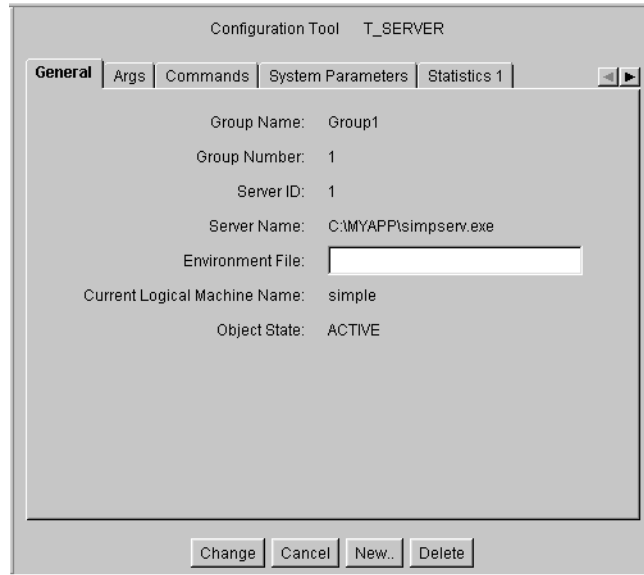 Configuration Tool T_SERVER
General Args Commands System Parameters Statistics 1
Group Name: Group1
Group Number: 1
Server ID: 1
Server Name: C:\MYAPP\simpserv.exe
Environment File:
Current Logical Machine Name: simple
Object State: ACTIVE
Change Cancel New.. Delete